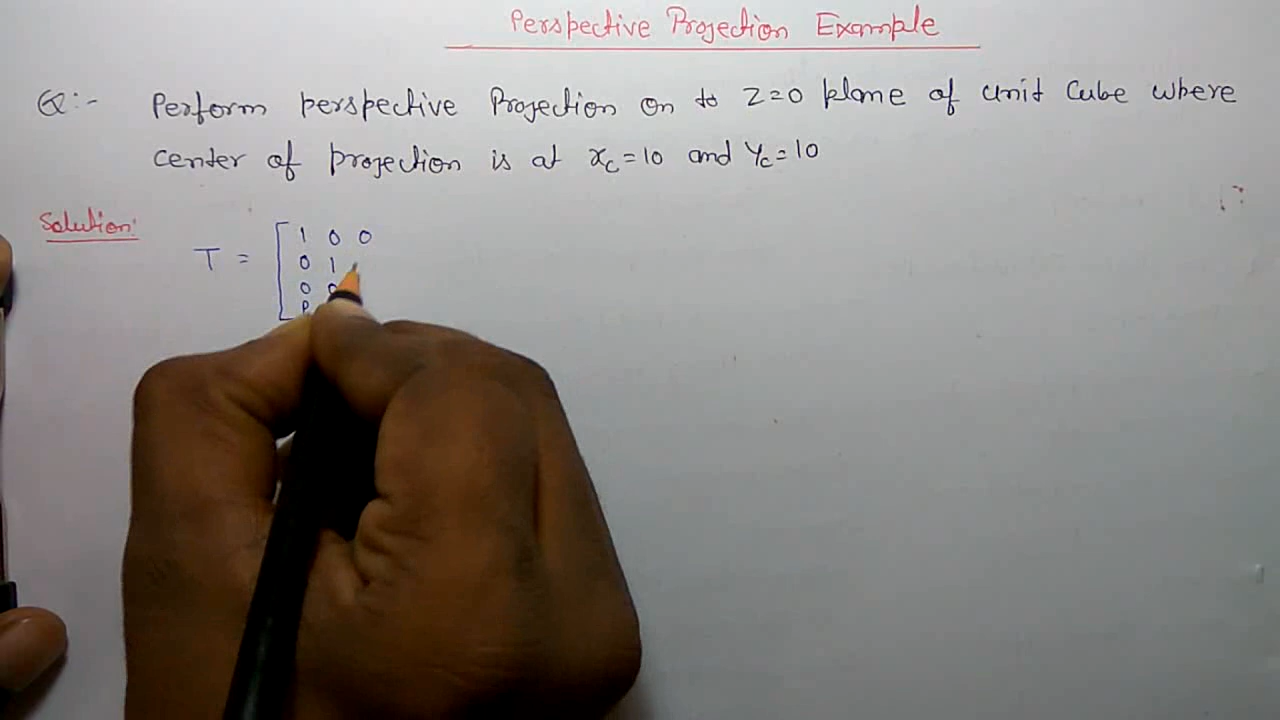 Perspective Projection Example
Q:- Perform perspective Projection on to Z=0 plane of unit Cube where
center of projection is at xc=10 and yc=10
Solution:
T = [ 1 0 0
0 1
0 0
P